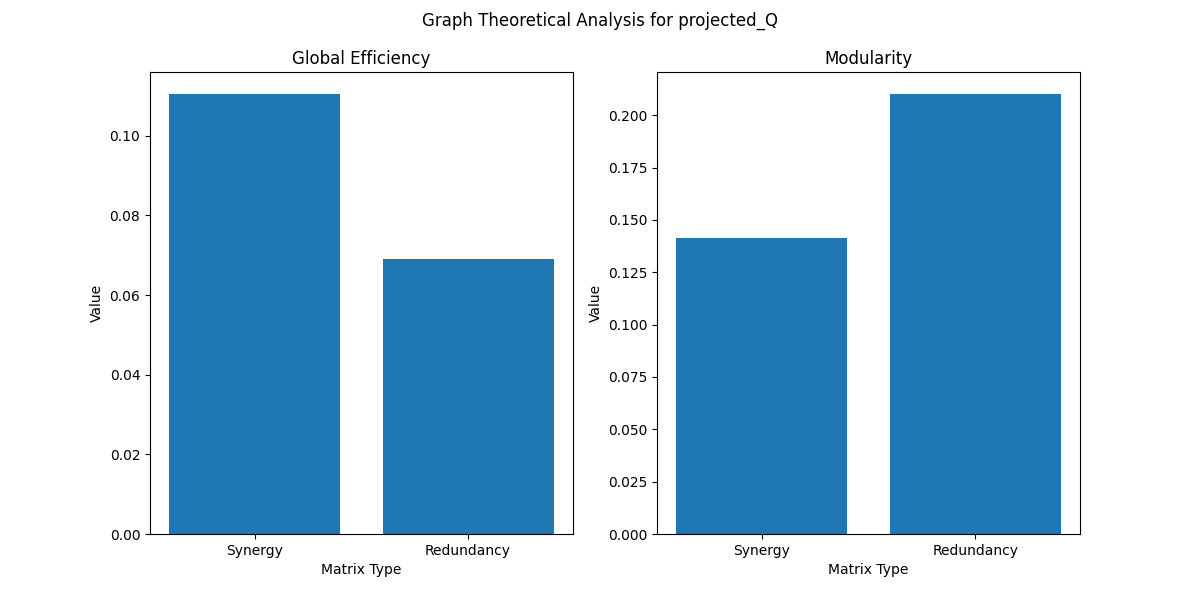 Graph Theoretical Analysis for projected_Q
Global Efficiency
0.10
0.08
0.06
0.04
0.02
0.00
Value
Synergy Redundancy
Matrix Type
Modularity
0.200
0.175
0.150
0.125
0.100
0.075
0.050
0.025
0.000
Value
Synergy Redundancy
Matrix Type